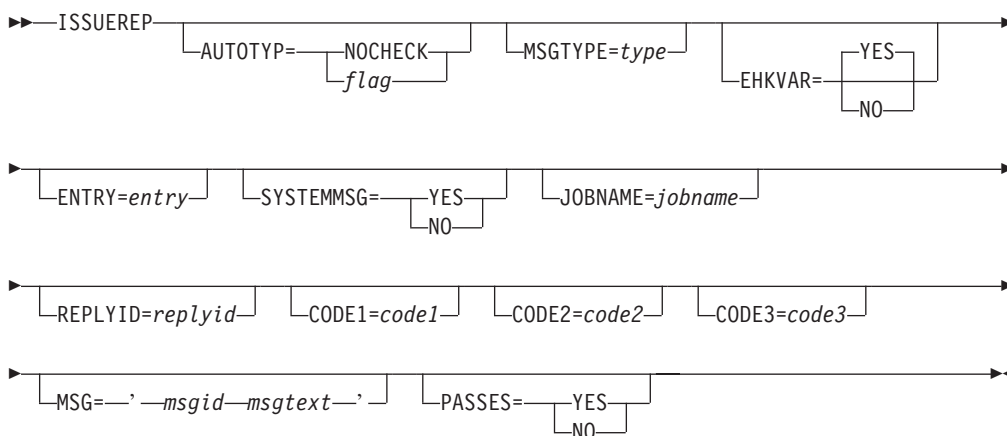 ISSUEREP
AUTOTYP= NOCHECK
flag
MSGTYPE=type
EHKVAR= YES
NO
ENTRY=entry
SYSTEMMSG= YES
NO
JOBNAME=jobname
REPLYID=replyid
CODE1=code1
CODE2=code2
CODE3=code3
MSG= ’ msgid msgtext ’
PASSES= YES
NO